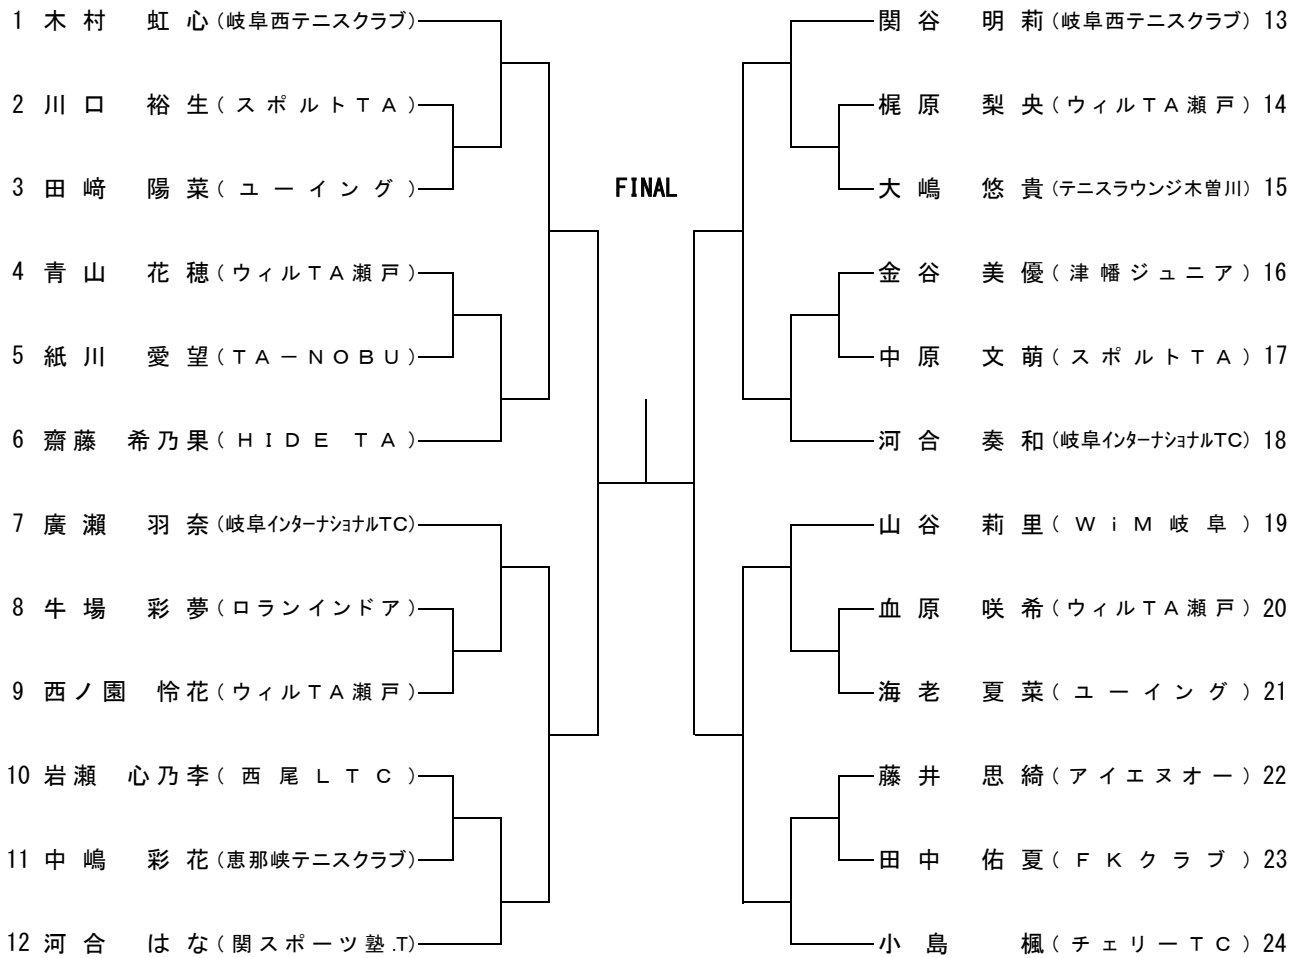 1 木村 虹心(岐阜西テニスクラブ)
2 川口 裕生(スポルトTA)
3 田﨑 陽菜(ユーイング)
4 青山 花穂(ウィルTA瀬戸)
5 紙川 愛望(TA－NOBU)
6 齋藤 希乃果(HIDE TA)
7 廣瀬 羽奈(岐阜ｲﾝﾀｰﾅｼｮﾅﾙTC)
8 牛場 彩夢(ロランインドア)
9 西ノ園 怜花(ウィルTA瀬戸)
10 岩瀬 心乃李(西尾LTC)
11 中嶋 彩花(恵那峡テニスクラブ)
12 河合 はな(関スポーツ塾.T)
FINAL
関谷 明莉(岐阜西テニスクラブ) 13
梶原 梨央(ウィルTA瀬戸) 14
大嶋 悠貴(テニスラウンジ木曽川) 15
金谷 美優(津幡ジュニア) 16
中原 文萌(スポルトTA) 17
河合 奏和(岐阜ｲﾝﾀｰﾅｼｮﾅﾙTC) 18
山谷 莉里(WiM岐阜) 19
血原 咲希(ウィルTA瀬戸) 20
海老 夏菜(ユーイング) 21
藤井 思綺(アイエヌオー) 22
田中 佑夏(FKクラブ) 23
小島 楓(チェリーTC) 24